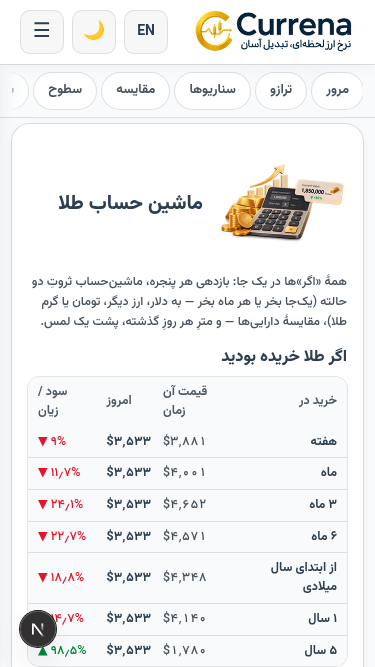 Currena
نرخ ارز لحظه‌ای، تبدیل آسان
EN
مرور
ترازو
سناریوها
مقایسه
سطوح
ماشین حساب طلا
1,850,000
همهٔ «اگر»ها در یک جا: بازدهی هر پنجره، ماشین‌حساب ثروتِ دو
حالته (یک‌جا بخر یا هر ماه بخر — به دلار، ارز دیگر، تومان یا گرم
طلا)، مقایسهٔ دارایی‌ها — و مترِ هر روزِ گذشته، پشت یک لمس.
اگر طلا خریده بودید
خرید در قیمت آن زمان امروز سود / زیان
هفته $۳,۸۸۱ $۳,۵۳۳ ▼ ۹%
ماه $۴,۰۰۱ $۳,۵۳۳ ▼ ۱۱٫۷%
۳ ماه $۴,۶۵۲ $۳,۵۳۳ ▼ ۲۴٫۱%
۶ ماه $۴,۵۷۱ $۳,۵۳۳ ▼ ۲۲٫۷%
از ابتدای سال میلادی $۴,۳۴۸ $۳,۵۳۳ ▼ ۱۸٫۸%
۱ سال $۴,۱۴۰ $۳,۵۳۳ ۴٫۷%
۵ سال $۱,۷۸۰ $۳,۵۳۳ ▲ ۹۸٫۵%
N